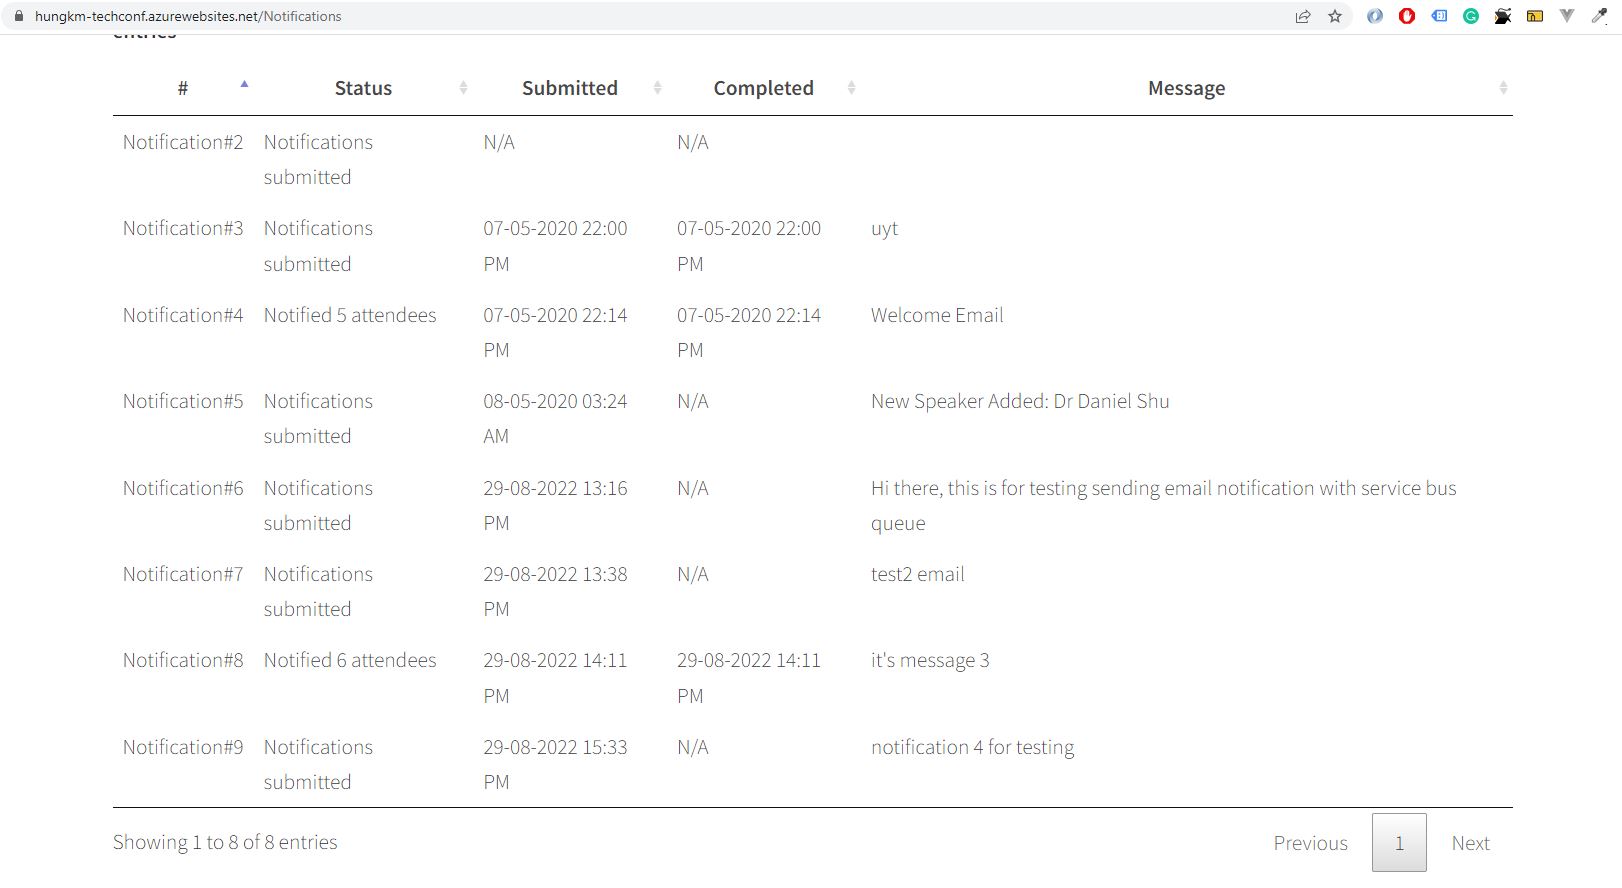 hungkm-techconf.azurewebsites.net/Notifications
entries
# Status Submitted Completed Message
Notification#2 Notifications N/A N/A
submitted
Notification#3 Notifications 07-05-2020 22:00 07-05-2020 22:00 uyt
submitted PM PM
Notification#4 Notified 5 attendees 07-05-2020 22:14 07-05-2020 22:14 Welcome Email
PM PM
Notification#5 Notifications 08-05-2020 03:24 N/A New Speaker Added: Dr Daniel Shu
submitted AM
Notification#6 Notifications 29-08-2022 13:16 N/A Hi there, this is for testing sending email notification with service bus
submitted PM queue
Notification#7 Notifications 29-08-2022 13:38 N/A test2 email
submitted PM
Notification#8 Notified 6 attendees 29-08-2022 14:11 29-08-2022 14:11 it's message 3
PM PM
Notification#9 Notifications 29-08-2022 15:33 N/A notification 4 for testing
submitted PM
Showing 1 to 8 of 8 entries Previous 1 Next